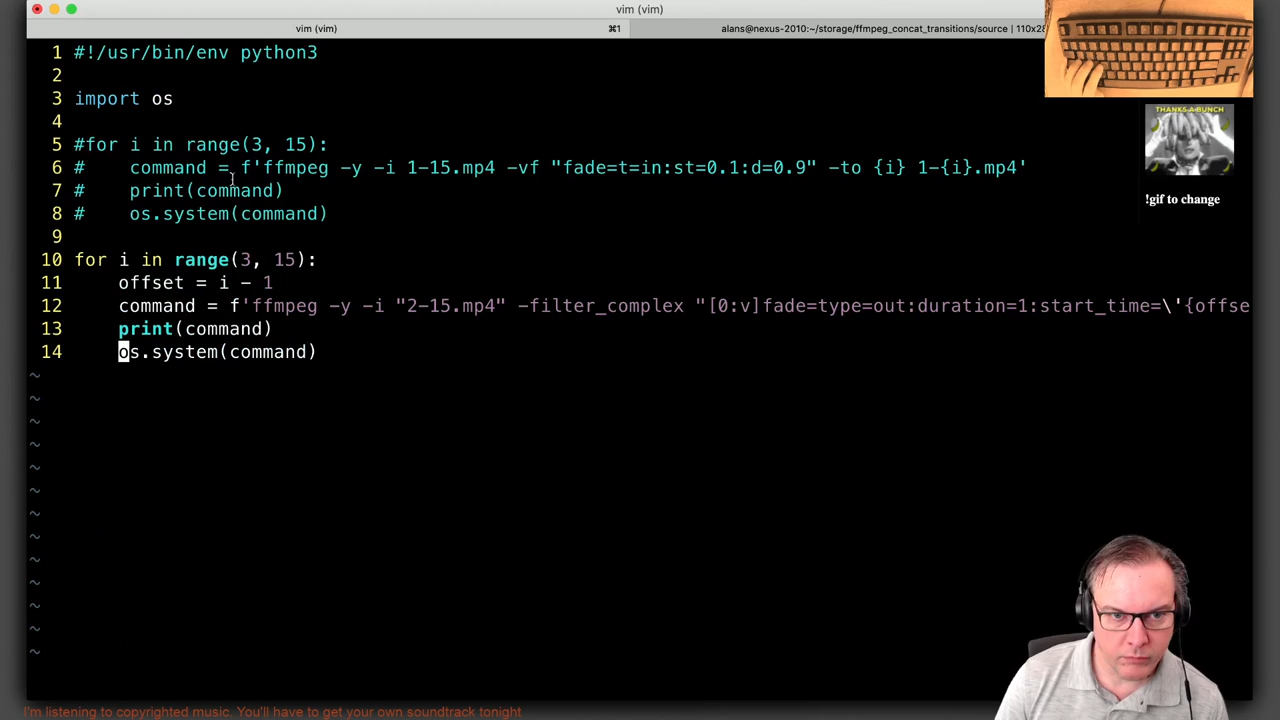 vim (vim)
vim (vim)
⌘1
alans@nexus-2010:~/storage/ffmpeg_concat_transitions/source | 110x28
1 #!/usr/bin/env python3
2
3 import os
4
5 #for i in range(3, 15):
6 #    command = f'ffmpeg -y -i 1-15.mp4 -vf "fade=t=in:st=0.1:d=0.9" -to {i} 1-{i}.mp4'
7 #    print(command)
8 #    os.system(command)
9
10 for i in range(3, 15):
11     offset = i - 1
12     command = f'ffmpeg -y -i "2-15.mp4" -filter_complex "[0:v]fade=type=out:duration=1:start_time=\'{offse
13     print(command)
14     os.system(command)
~
~
~
~
~
~
~
~
~
~
~
~
~
THANKS A BUNCH
!gif to change
I'm listening to copyrighted music. You'll have to get your own soundtrack tonight